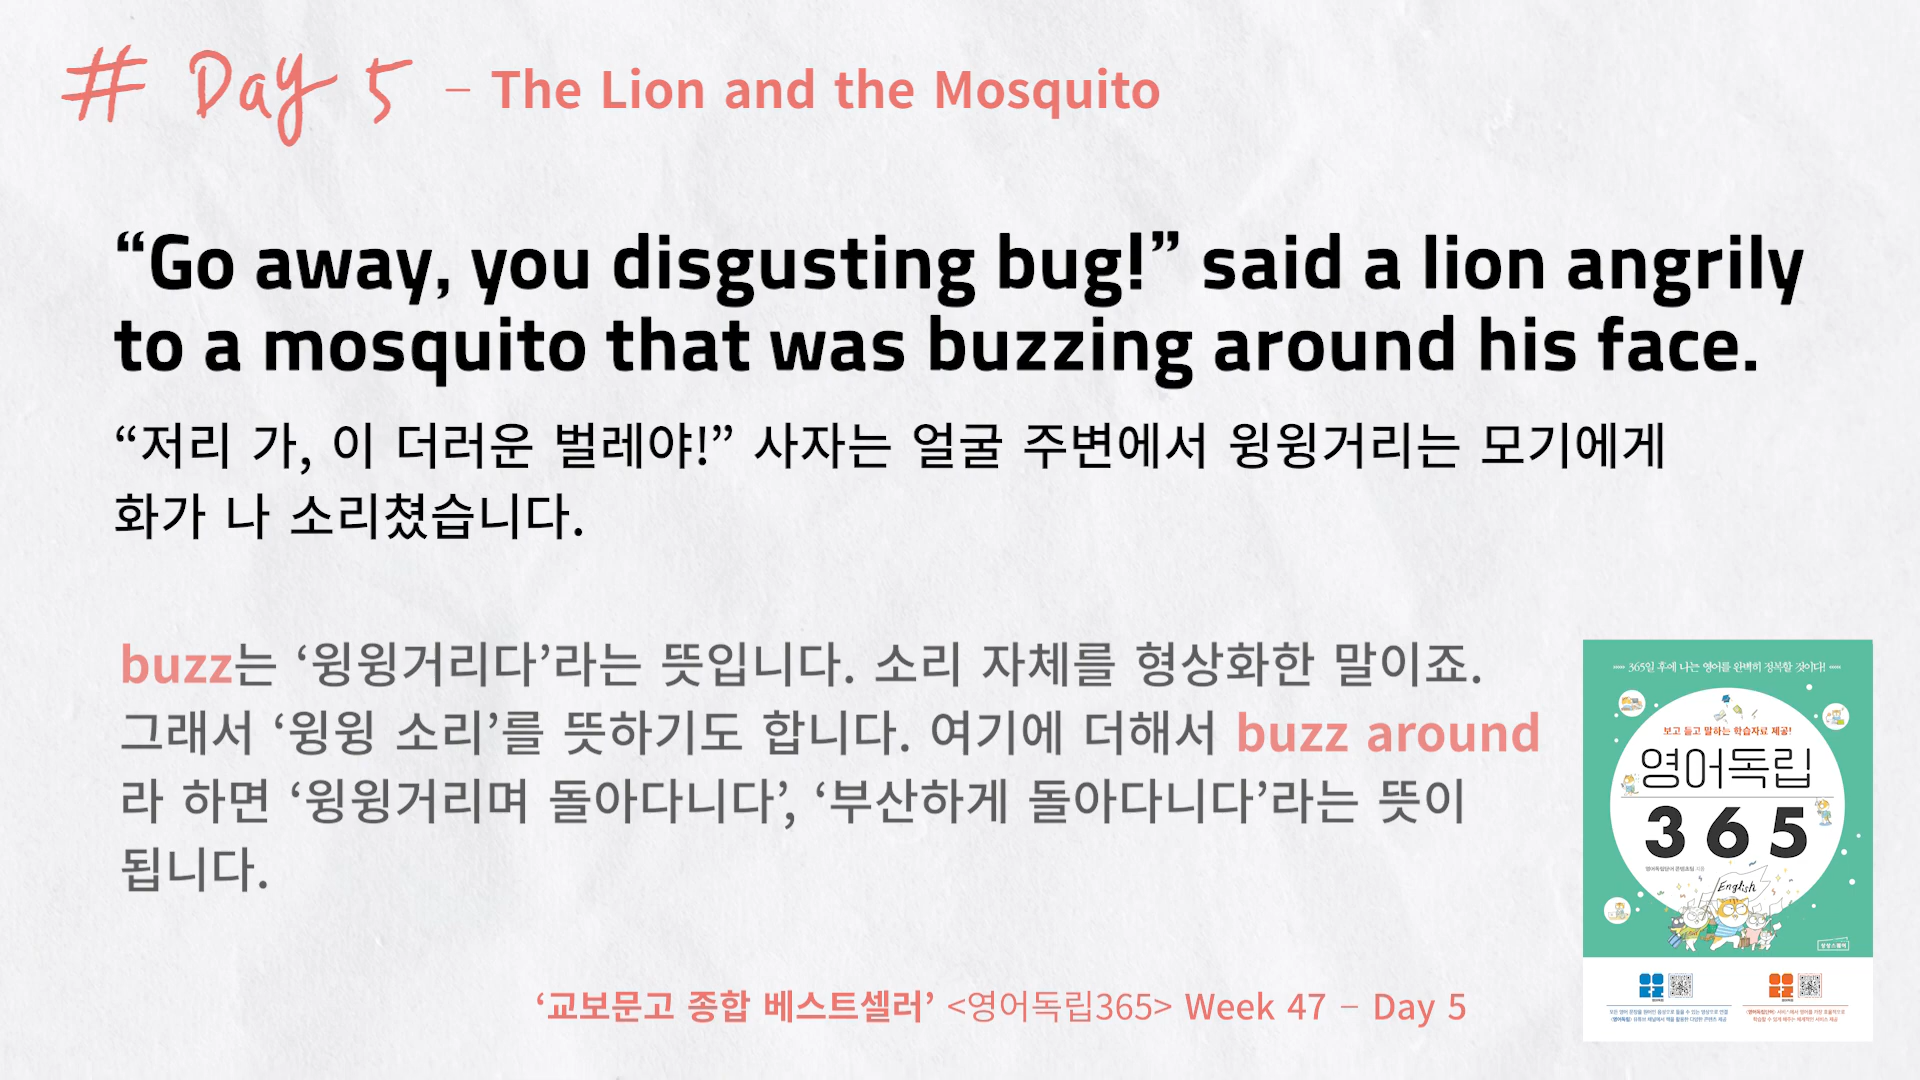 # Day 5 – The Lion and the Mosquito
“Go away, you disgusting bug!” said a lion angrily
to a mosquito that was buzzing around his face.
“저리 가, 이 더러운 벌레야!” 사자는 얼굴 주변에서 윙윙거리는 모기에게
화가 나 소리쳤습니다.
buzz는 ‘윙윙거리다’라는 뜻입니다. 소리 자체를 형상화한 말이죠.
그래서 ‘윙윙 소리’를 뜻하기도 합니다. 여기에 더해서 buzz around
라 하면 ‘윙윙거리며 돌아다니다’, ‘부산하게 돌아다니다’라는 뜻이
됩니다.
365일 후에 나는 영어를 완벽히 정복할 것이다!
보고 듣고 말하는 학습자료 제공!
영어독립
365
English
‘교보문고 종합 베스트셀러’ <영어독립365> Week 47 – Day 5